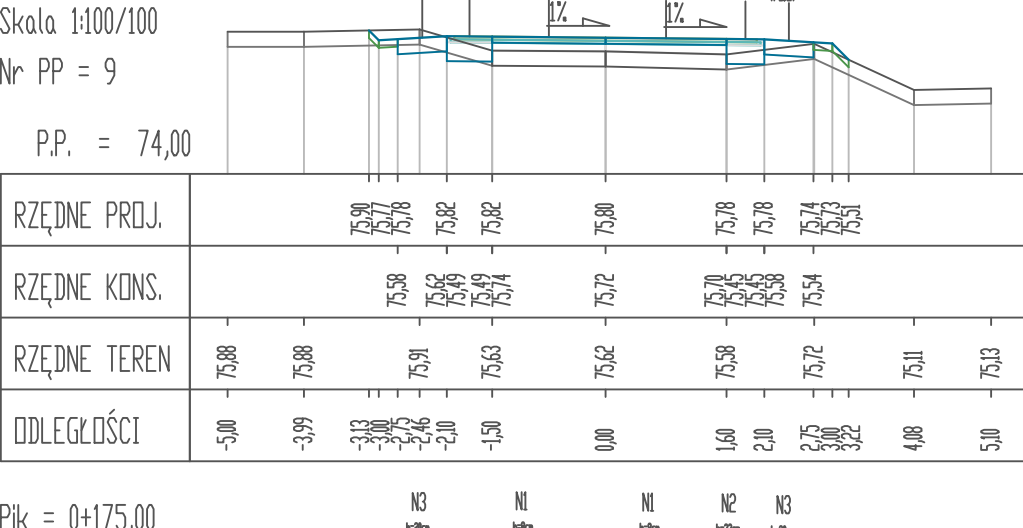 Skala 1:100/100
1%
1%
Nr PP = 9
P.P. = 74,00
RZĘDNE PROJ. 75,90 75,77 75,78 75,82 75,82 75,80 75,78 75,78 75,74 75,73 75,51
RZĘDNE KONS. 75,58 75,62 75,49 75,49 75,74 75,72 75,70 75,45 75,45 75,58 75,54
RZĘDNE TEREN 75,88 75,88 75,91 75,63 75,62 75,58 75,72 75,11 75,13
ODLEGŁOŚCI -5,00 -3,99 -3,13 -3,00 -2,75 -2,46 -2,10 -1,50 0,00 1,60 2,10 2,75 3,00 3,22 4,08 5,10
Pik = 0+175.00
N3 N1 N1 N2 N3